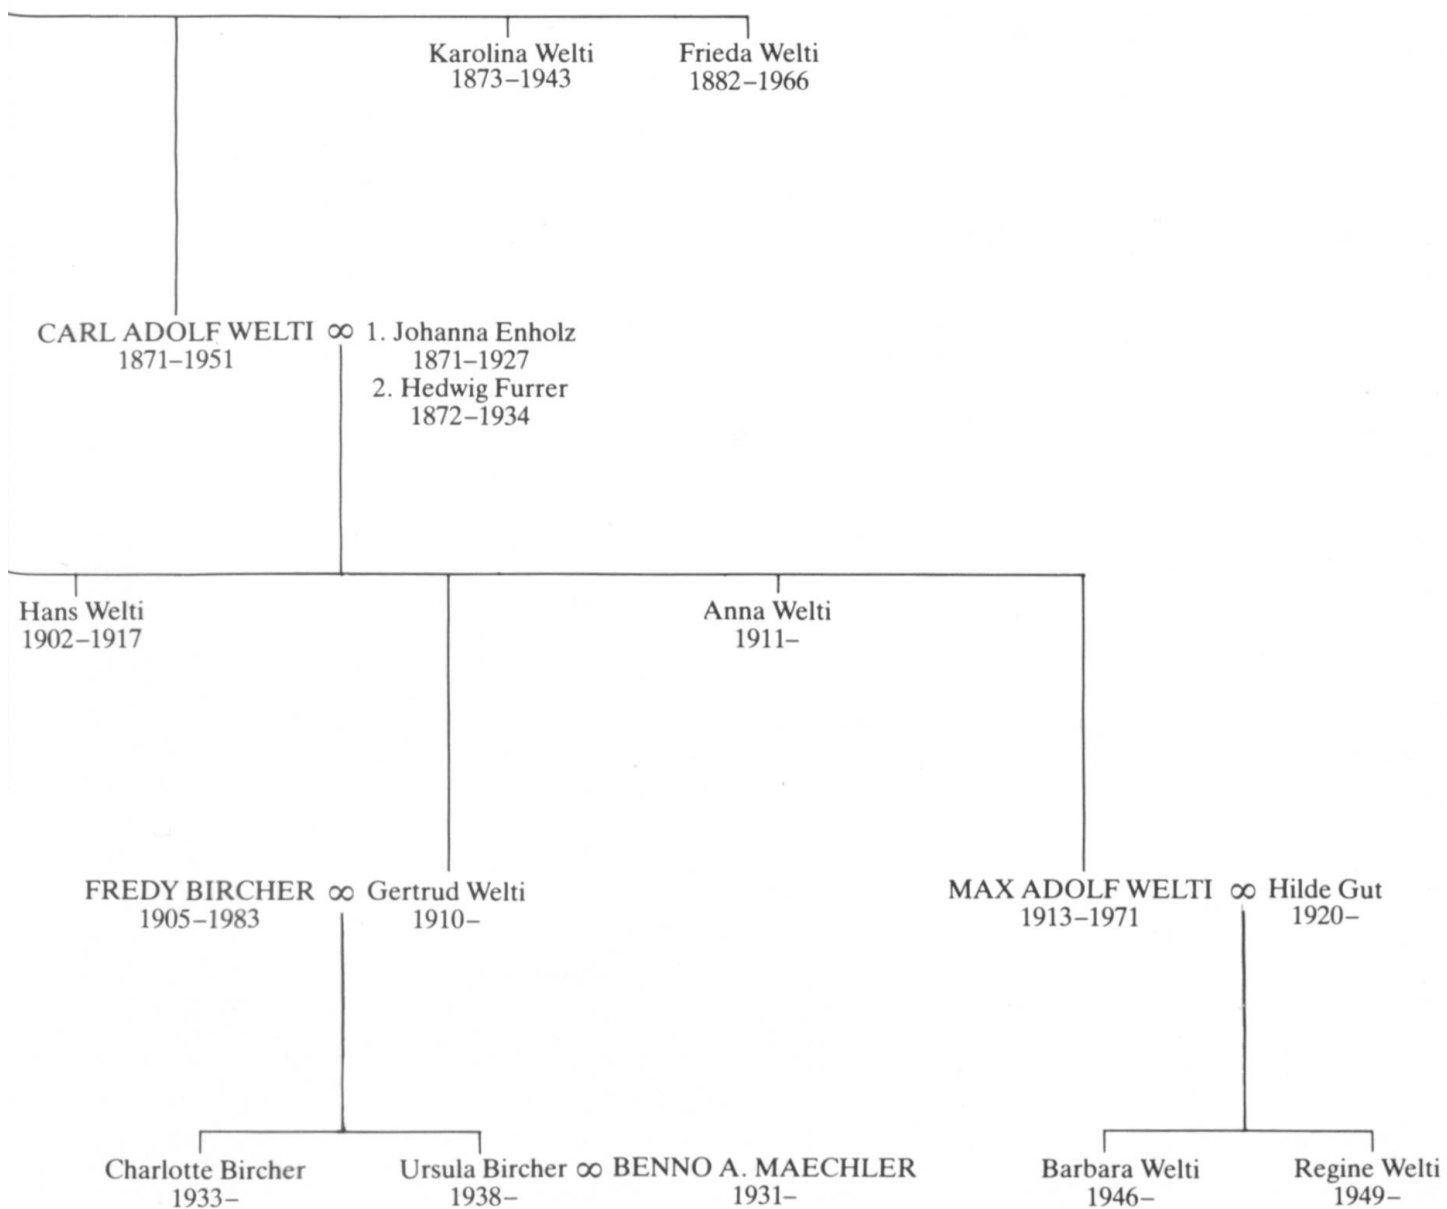 Karolina Welti
1873–1943
Frieda Welti
1882–1966
CARL ADOLF WELTI ∞ 1. Johanna Enholz
1871–1951
1871–1927
2. Hedwig Furrer
1872–1934
Hans Welti
1902–1917
Anna Welti
1911–
FREDY BIRCHER ∞ Gertrud Welti
1905–1983
1910–
MAX ADOLF WELTI ∞ Hilde Gut
1913–1971
1920–
Charlotte Bircher
1933–
Ursula Bircher ∞ BENNO A. MAECHLER
1938–
1931–
Barbara Welti
1946–
Regine Welti
1949–